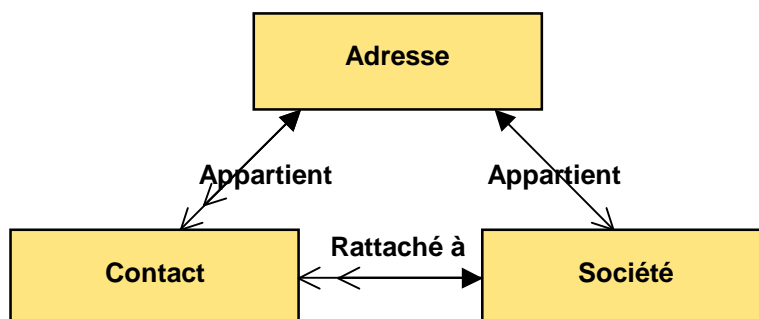 Adresse
Appartient
Appartient
Rattaché à
Contact
Société